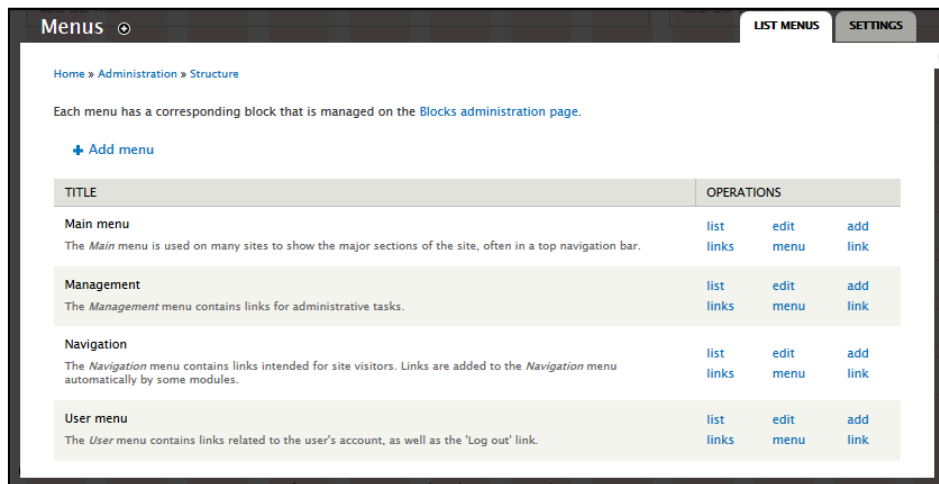 Menus
LIST MENUS
SETTINGS
Home » Administration » Structure
Each menu has a corresponding block that is managed on the Blocks administration page.
Add menu
TITLE
OPERATIONS
Main menu
The Main menu is used on many sites to show the major sections of the site, often in a top navigation bar.
list links
edit menu
add link
Management
The Management menu contains links for administrative tasks.
list links
edit menu
add link
Navigation
The Navigation menu contains links intended for site visitors. Links are added to the Navigation menu
automatically by some modules.
list links
edit menu
add link
User menu
The User menu contains links related to the user's account, as well as the 'Log out' link.
list links
edit menu
add link